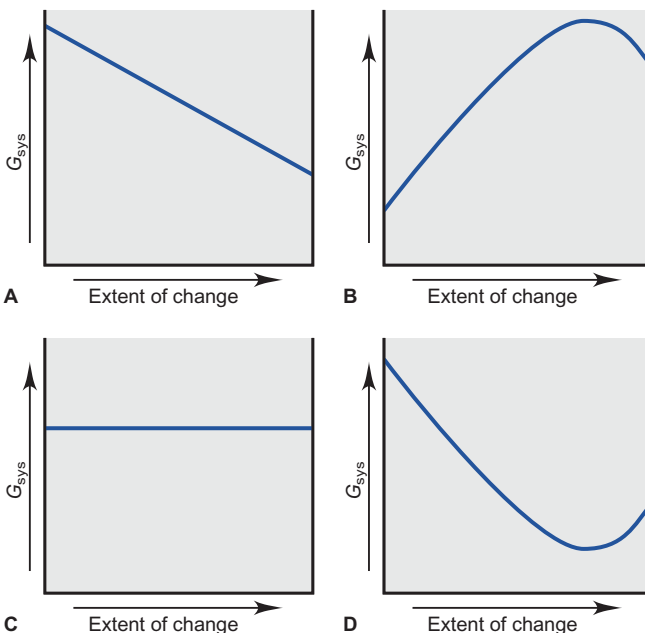 G_sys
G_sys
A Extent of change
B Extent of change
G_sys
G_sys
C Extent of change
D Extent of change